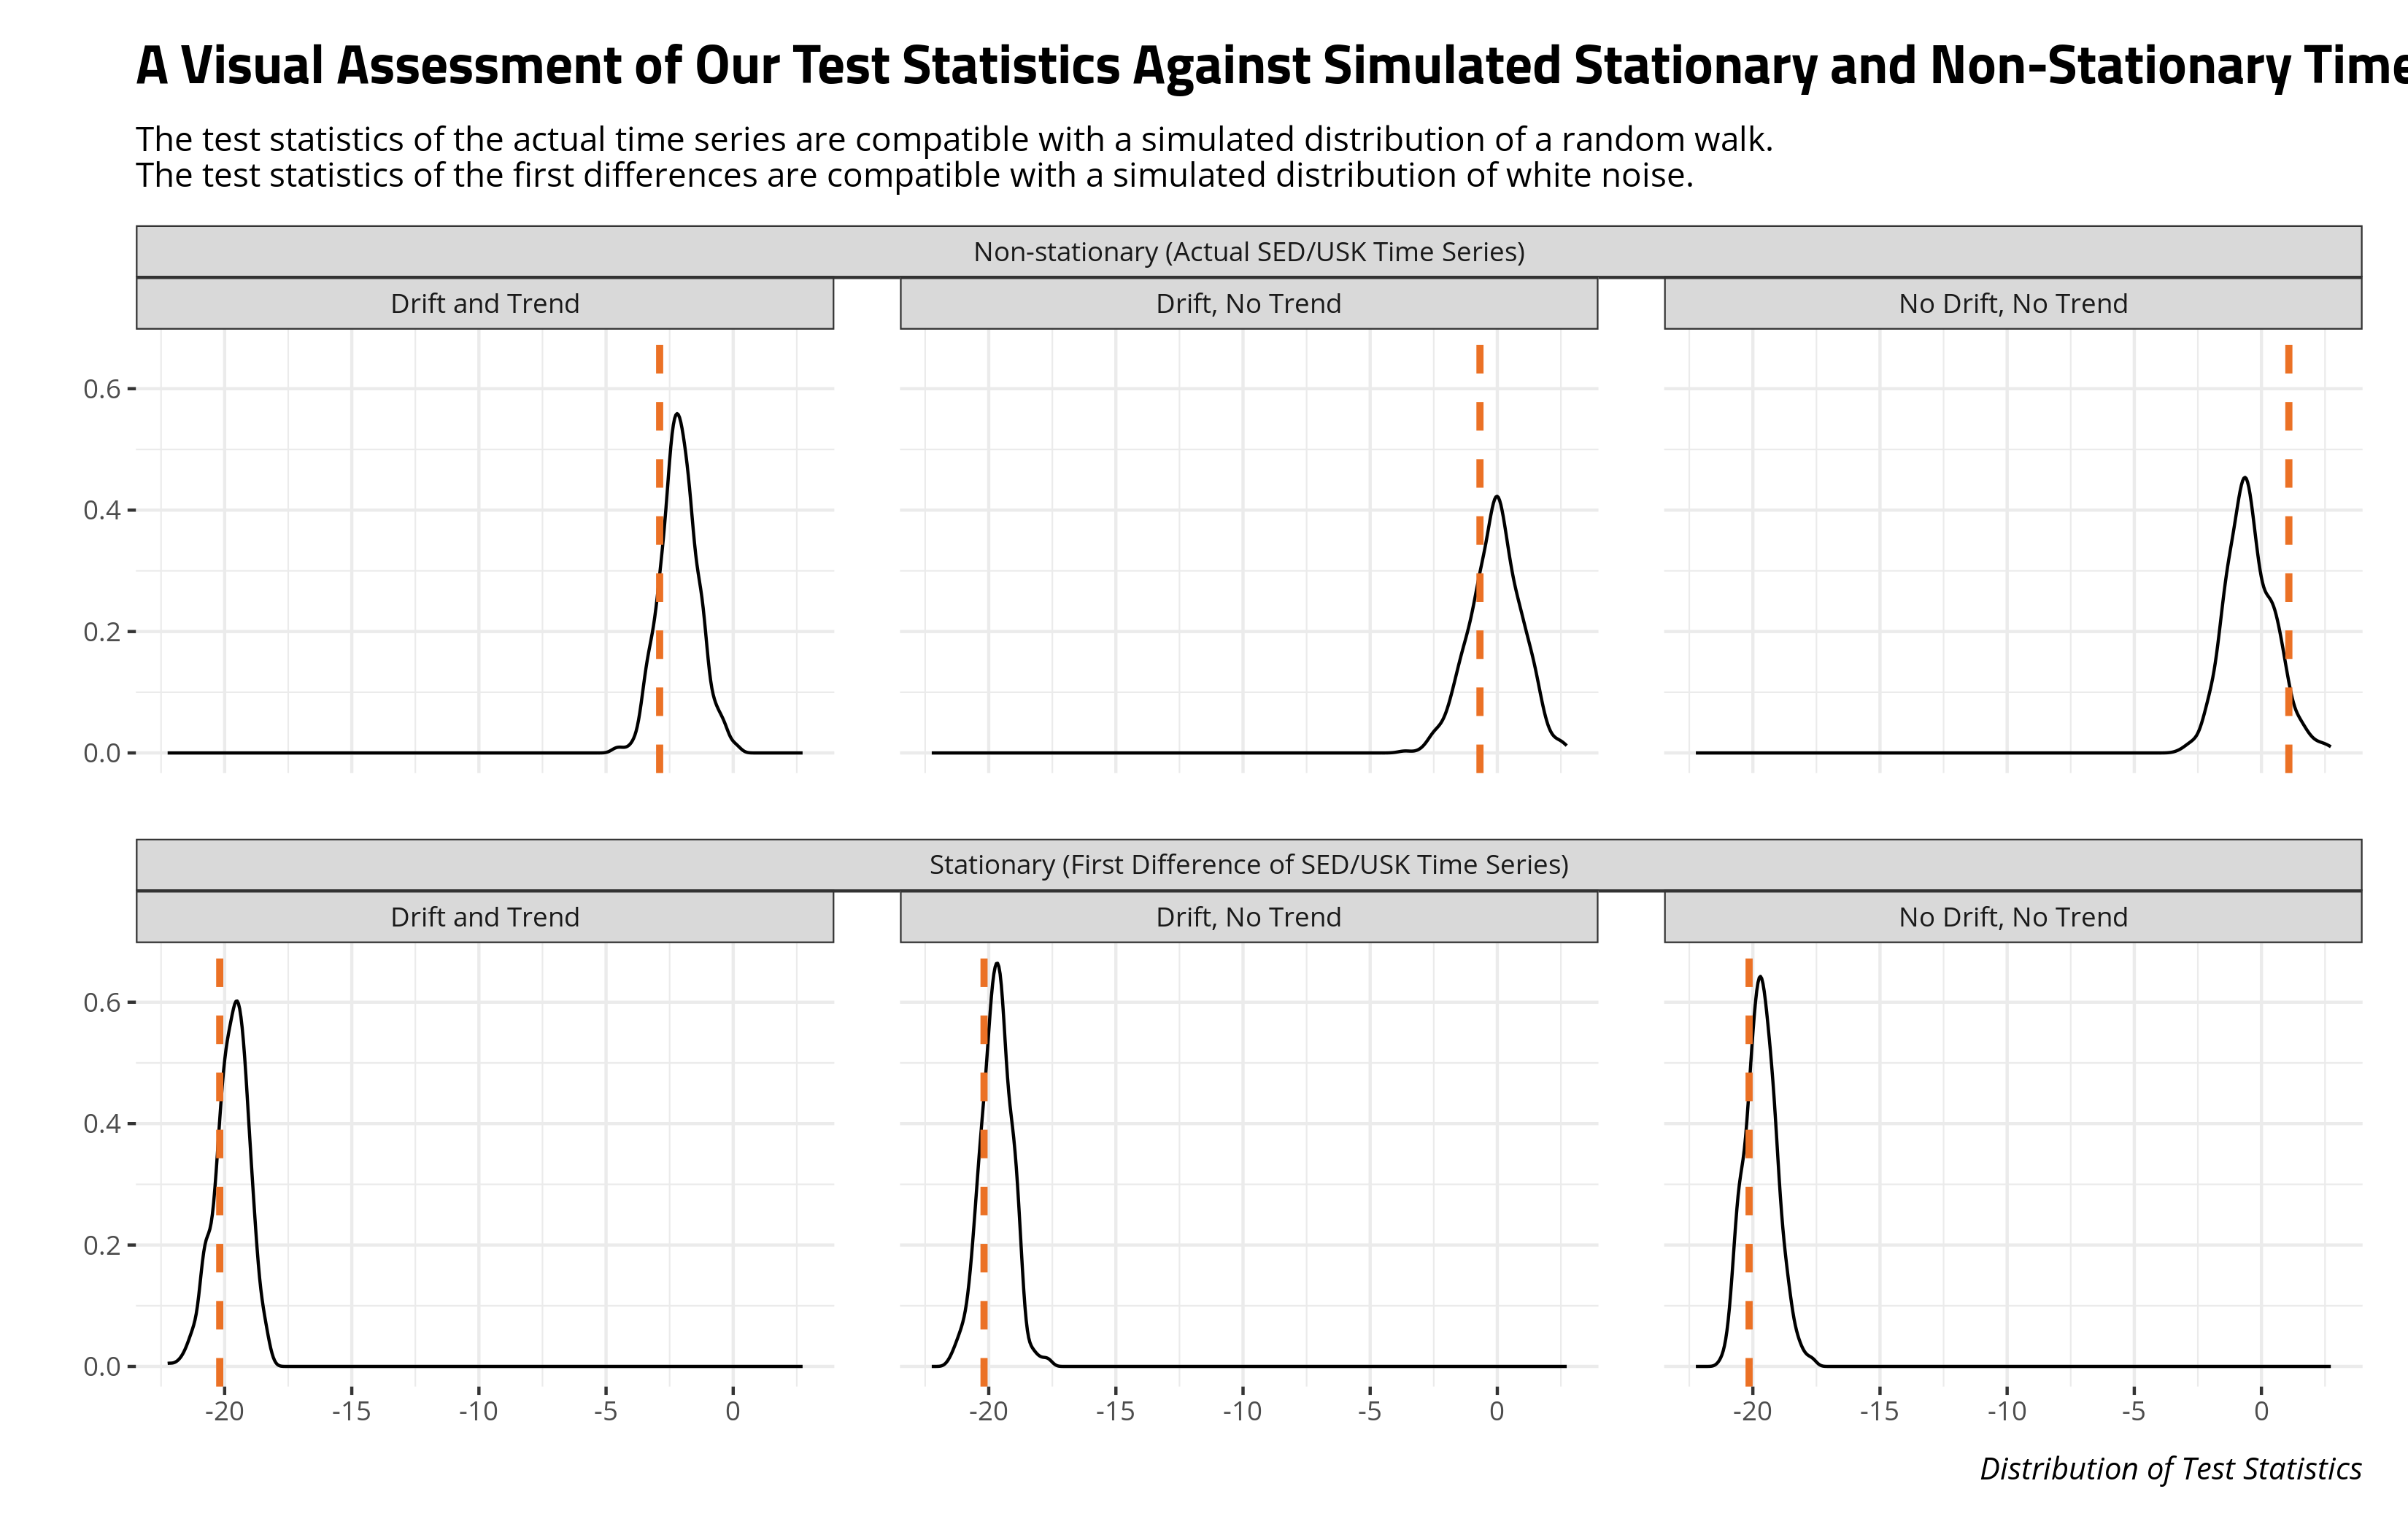 A Visual Assessment of Our Test Statistics Against Simulated Stationary and Non-Stationary Time
The test statistics of the actual time series are compatible with a simulated distribution of a random walk.
The test statistics of the first differences are compatible with a simulated distribution of white noise.
Non-stationary (Actual SED/USK Time Series)
Drift and Trend
Drift, No Trend
No Drift, No Trend
0.6
0.4
0.2
0.0
Stationary (First Difference of SED/USK Time Series)
Drift and Trend
Drift, No Trend
No Drift, No Trend
0.6
0.4
0.2
0.0
-20 -15 -10 -5 0
-20 -15 -10 -5 0
-20 -15 -10 -5 0
Distribution of Test Statistics